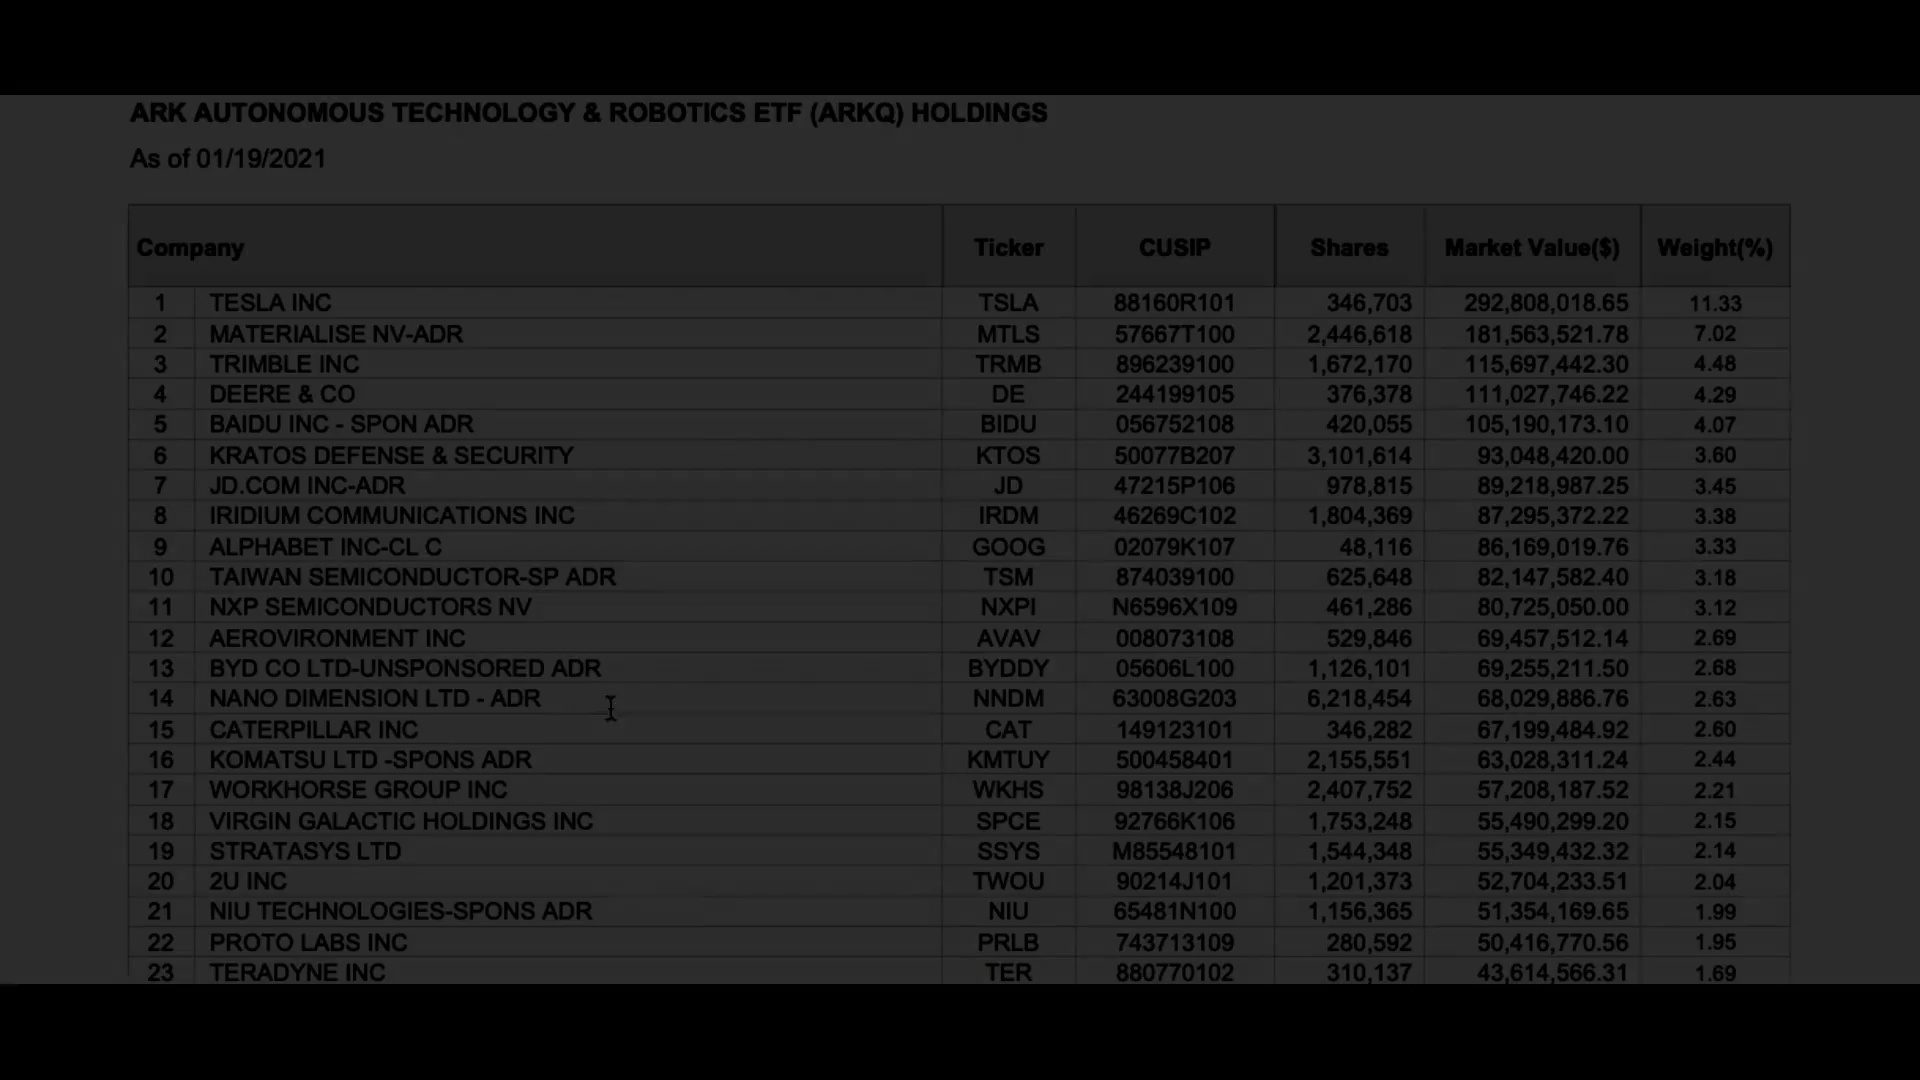 ARK AUTONOMOUS TECHNOLOGY & ROBOTICS ETF (ARKQ) HOLDINGS
As of 01/19/2021
Company Ticker CUSIP Shares Market Value($) Weight(%)
1 TESLA INC TSLA 88160R101 346,703 292,808,018.65 11.33
2 MATERIALISE NV-ADR MTLS 57667T100 2,446,618 181,563,521.78 7.02
3 TRIMBLE INC TRMB 896239100 1,672,170 115,697,442.30 4.48
4 DEERE & CO DE 244199105 376,378 111,027,746.22 4.29
5 BAIDU INC - SPON ADR BIDU 056752108 420,055 105,190,173.10 4.07
6 KRATOS DEFENSE & SECURITY KTOS 50077B207 3,101,614 93,048,420.00 3.60
7 JD.COM INC-ADR JD 47215P106 978,815 89,218,987.25 3.45
8 IRIDIUM COMMUNICATIONS INC IRDM 46269C102 1,804,369 87,295,372.22 3.38
9 ALPHABET INC-CL C GOOG 02079K107 48,116 86,169,019.76 3.33
10 TAIWAN SEMICONDUCTOR-SP ADR TSM 874039100 625,648 82,147,582.40 3.18
11 NXP SEMICONDUCTORS NV NXPI N6596X109 461,286 80,725,050.00 3.12
12 AEROVIRONMENT INC AVAV 008073108 529,846 69,457,512.14 2.69
13 BYD CO LTD-UNSPONSORED ADR BYDDY 05606L100 1,126,101 69,255,211.50 2.68
14 NANO DIMENSION LTD - ADR NNDM 63008G203 6,218,454 68,029,886.76 2.63
15 CATERPILLAR INC CAT 149123101 346,282 67,199,484.92 2.60
16 KOMATSU LTD -SPONS ADR KMTUY 500458401 2,155,551 63,028,311.24 2.44
17 WORKHORSE GROUP INC WKHS 98138J206 2,407,752 57,208,187.52 2.21
18 VIRGIN GALACTIC HOLDINGS INC SPCE 92766K106 1,753,248 55,490,299.20 2.15
19 STRATASYS LTD SSYS M85548101 1,544,348 55,349,432.32 2.14
20 2U INC TWOU 90214J101 1,201,373 52,704,233.51 2.04
21 NIU TECHNOLOGIES-SPONS ADR NIU 65481N100 1,156,365 51,354,169.65 1.99
22 PROTO LABS INC PRLB 743713109 280,592 50,416,770.56 1.95
23 TERADYNE INC TER 880770102 310,137 43,614,566.31 1.69